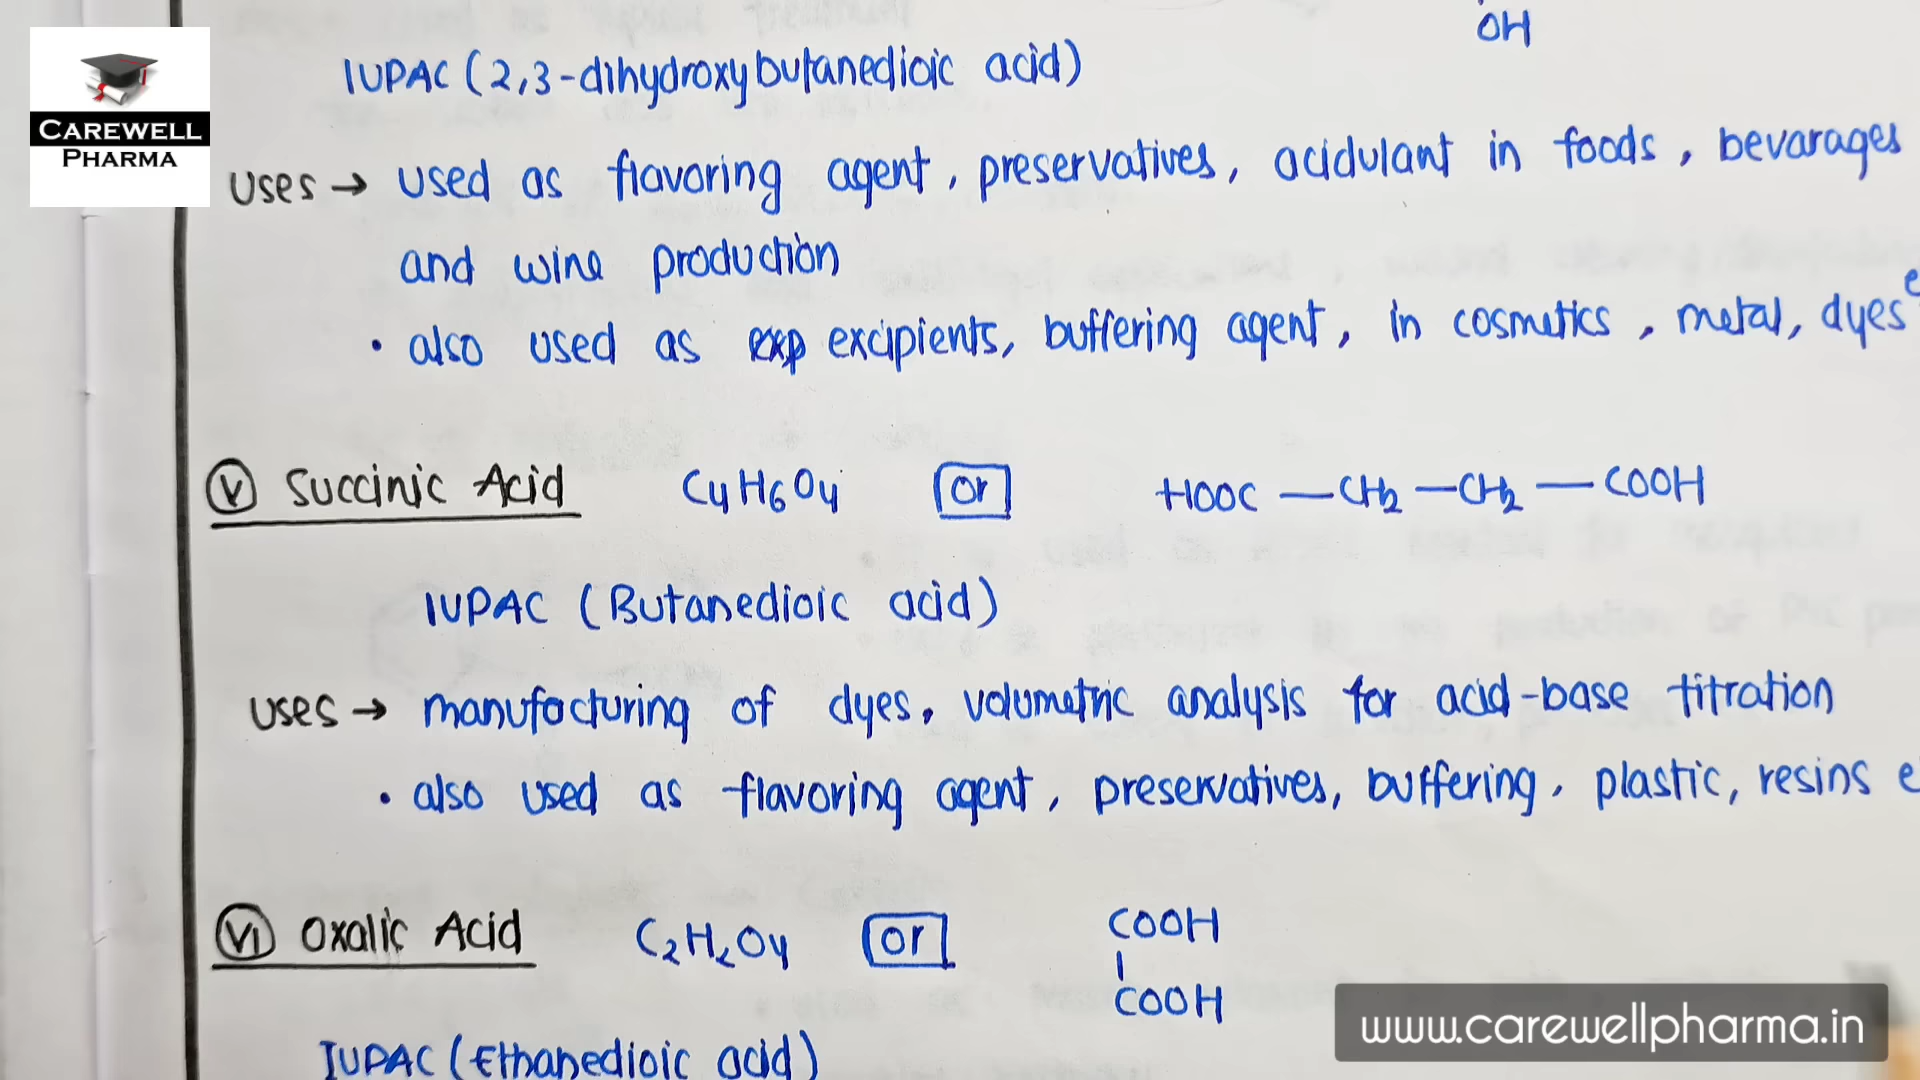 OH
CAREWELL
PHARMA
IUPAC (2,3-dihydroxybutanedioic acid)
uses → used as flavoring agent, preservatives, acidulant in foods, bevarages
and wine production
• also used as exp excipients, buffering agent, in cosmetics, metal, dyes e
(V) Succinic Acid C4H6O4 or HOOC — CH2 — CH2 — COOH
IUPAC (Butanedioic acid)
uses → manufacturing of dyes, volumetric analysis for acid-base titration
• also used as flavoring agent, preservatives, buffering, plastic, resins e
(VI) Oxalic Acid C2H2O4 or COOH
COOH
IUPAC (Ethanedioic acid)
www.carewellpharma.in